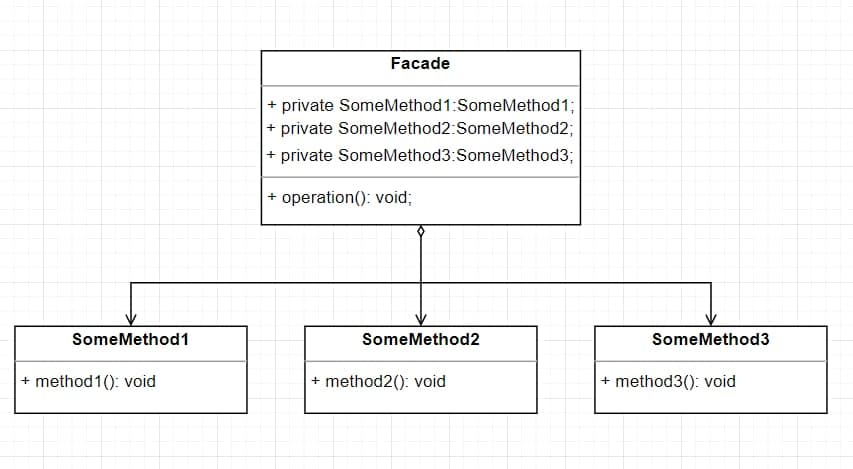 Facade
+ private SomeMethod1:SomeMethod1;
+ private SomeMethod2:SomeMethod2;
+ private SomeMethod3:SomeMethod3;
+ operation(): void;
SomeMethod1
+ method1(): void
SomeMethod2
+ method2(): void
SomeMethod3
+ method3(): void